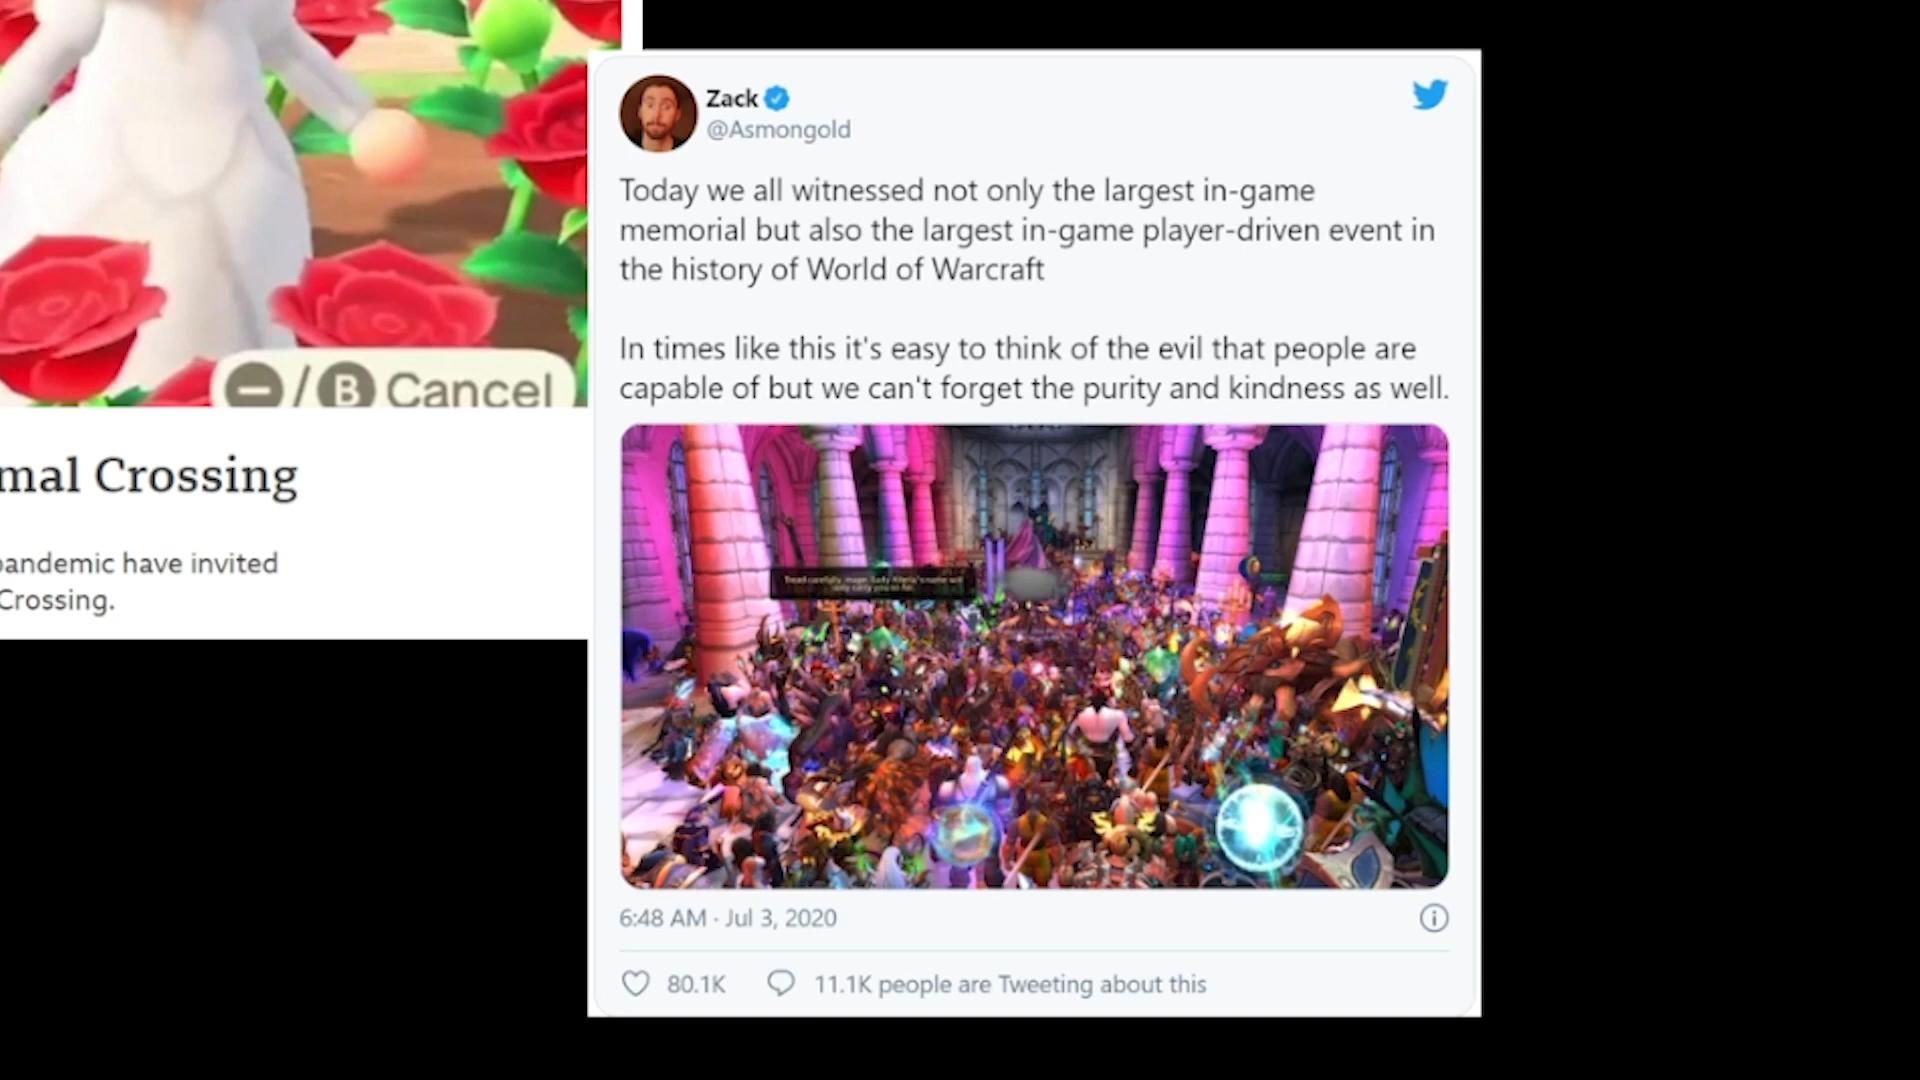 - / B Cancel
mal Crossing
pandemic have invited
Crossing.
Zack
@Asmongold
Today we all witnessed not only the largest in-game
memorial but also the largest in-game player-driven event in
the history of World of Warcraft
In times like this it's easy to think of the evil that people are
capable of but we can't forget the purity and kindness as well.
6:48 AM · Jul 3, 2020
80.1K
11.1K people are Tweeting about this